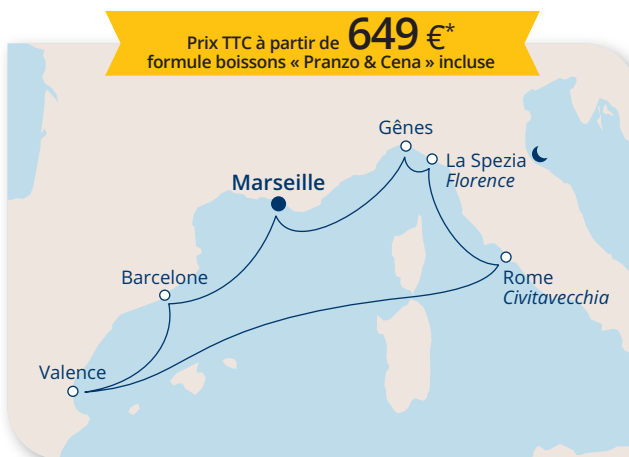 Prix TTC à partir de 649 €*
formule boissons « Pranzo & Cena » incluse
Gênes
La Spezia
Florence
Marseille
Barcelone
Rome
Civitavecchia
Valence